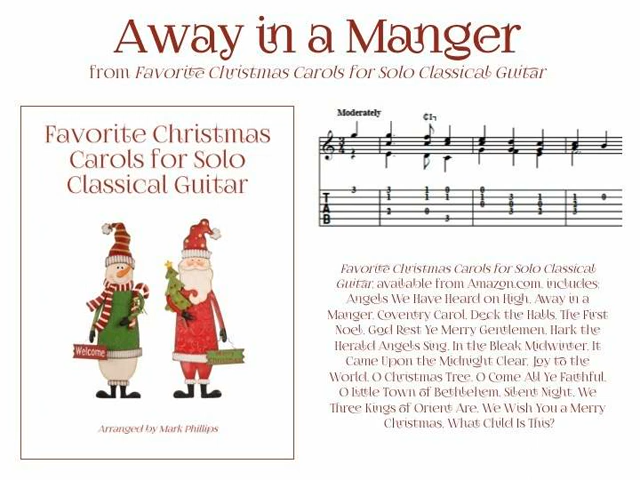 Away in a Manger
from Favorite Christmas Carols for Solo Classical Guitar
Favorite Christmas
Carols for Solo
Classical Guitar
Welcome
Arranged by Mark Phillips
Moderately
3 4
T
A
B
Favorite Christmas Carols for Solo Classical
Guitar, available from Amazon.com, includes:
Angels We Have Heard on High, Away in a
Manger, Coventry Carol, Deck the Halls, The First
Noel, God Rest Ye Merry Gentlemen, Hark the
Herald Angels Sing, In the Bleak Midwinter, It
Came Upon the Midnight Clear, Joy to the
World, O Christmas Tree, O Come All Ye Faithful,
O Little Town of Bethlehem, Silent Night, We
Three Kings of Orient Are, We Wish You a Merry
Christmas, What Child Is This?